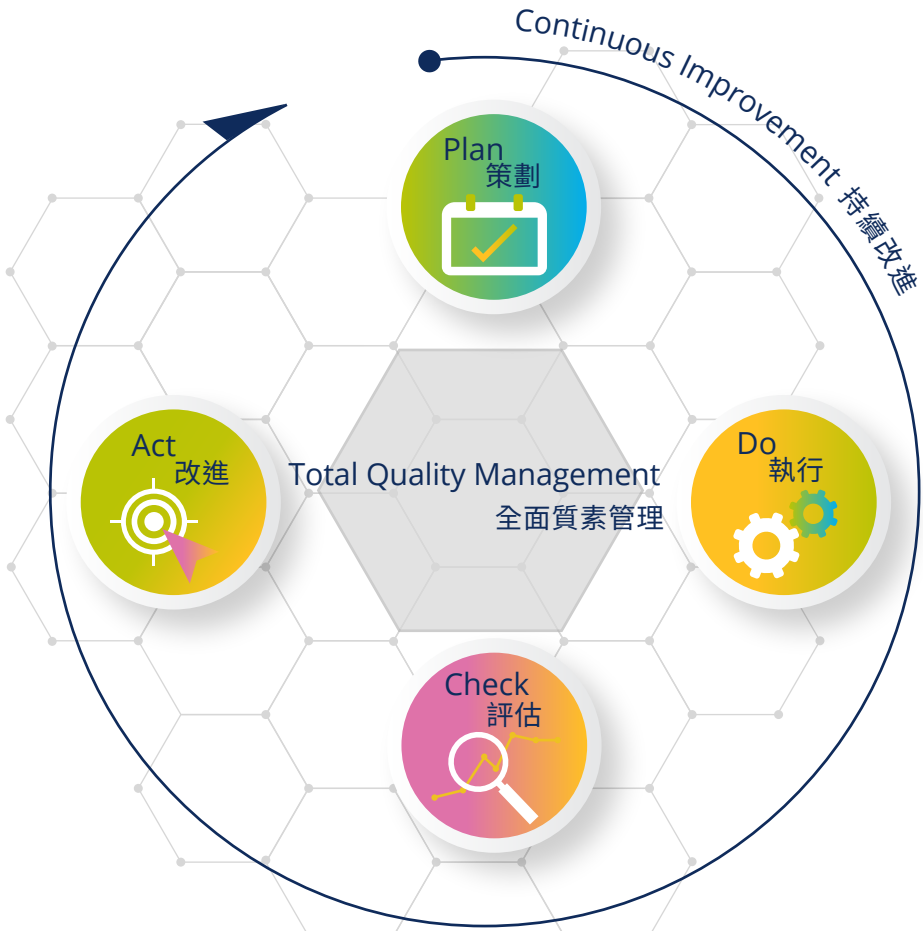 Continuous Improvement 持續改進
Plan
策劃
Act
改進
Total Quality Management
全面質素管理
Do
執行
Check
評估